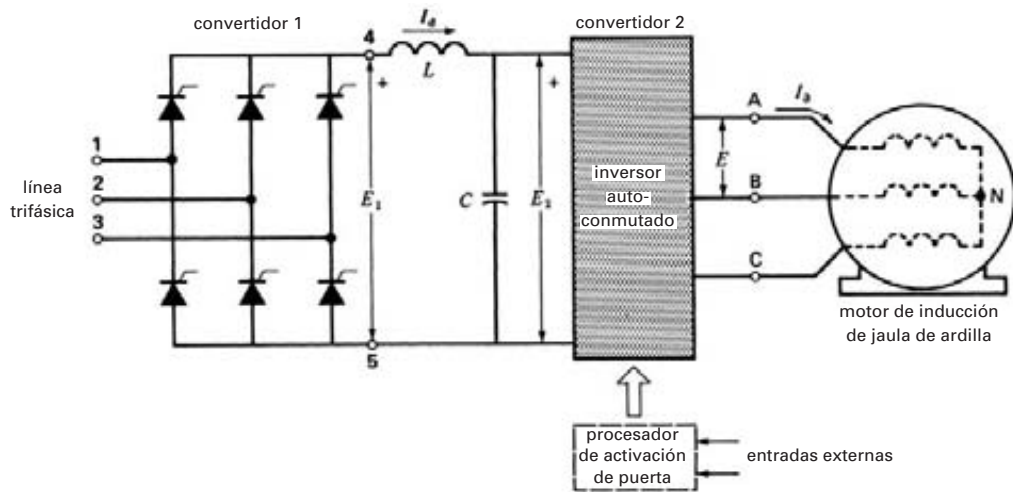 convertidor 1
I_d
convertidor 2
4
L
+
+
A
I_a
1
línea
trifásica
2
3
E_1
C
E_1
inversor
auto-
conmutado
E
B
N
C
5
motor de inducción
de jaula de ardilla
procesador
de activación
de puerta
entradas externas